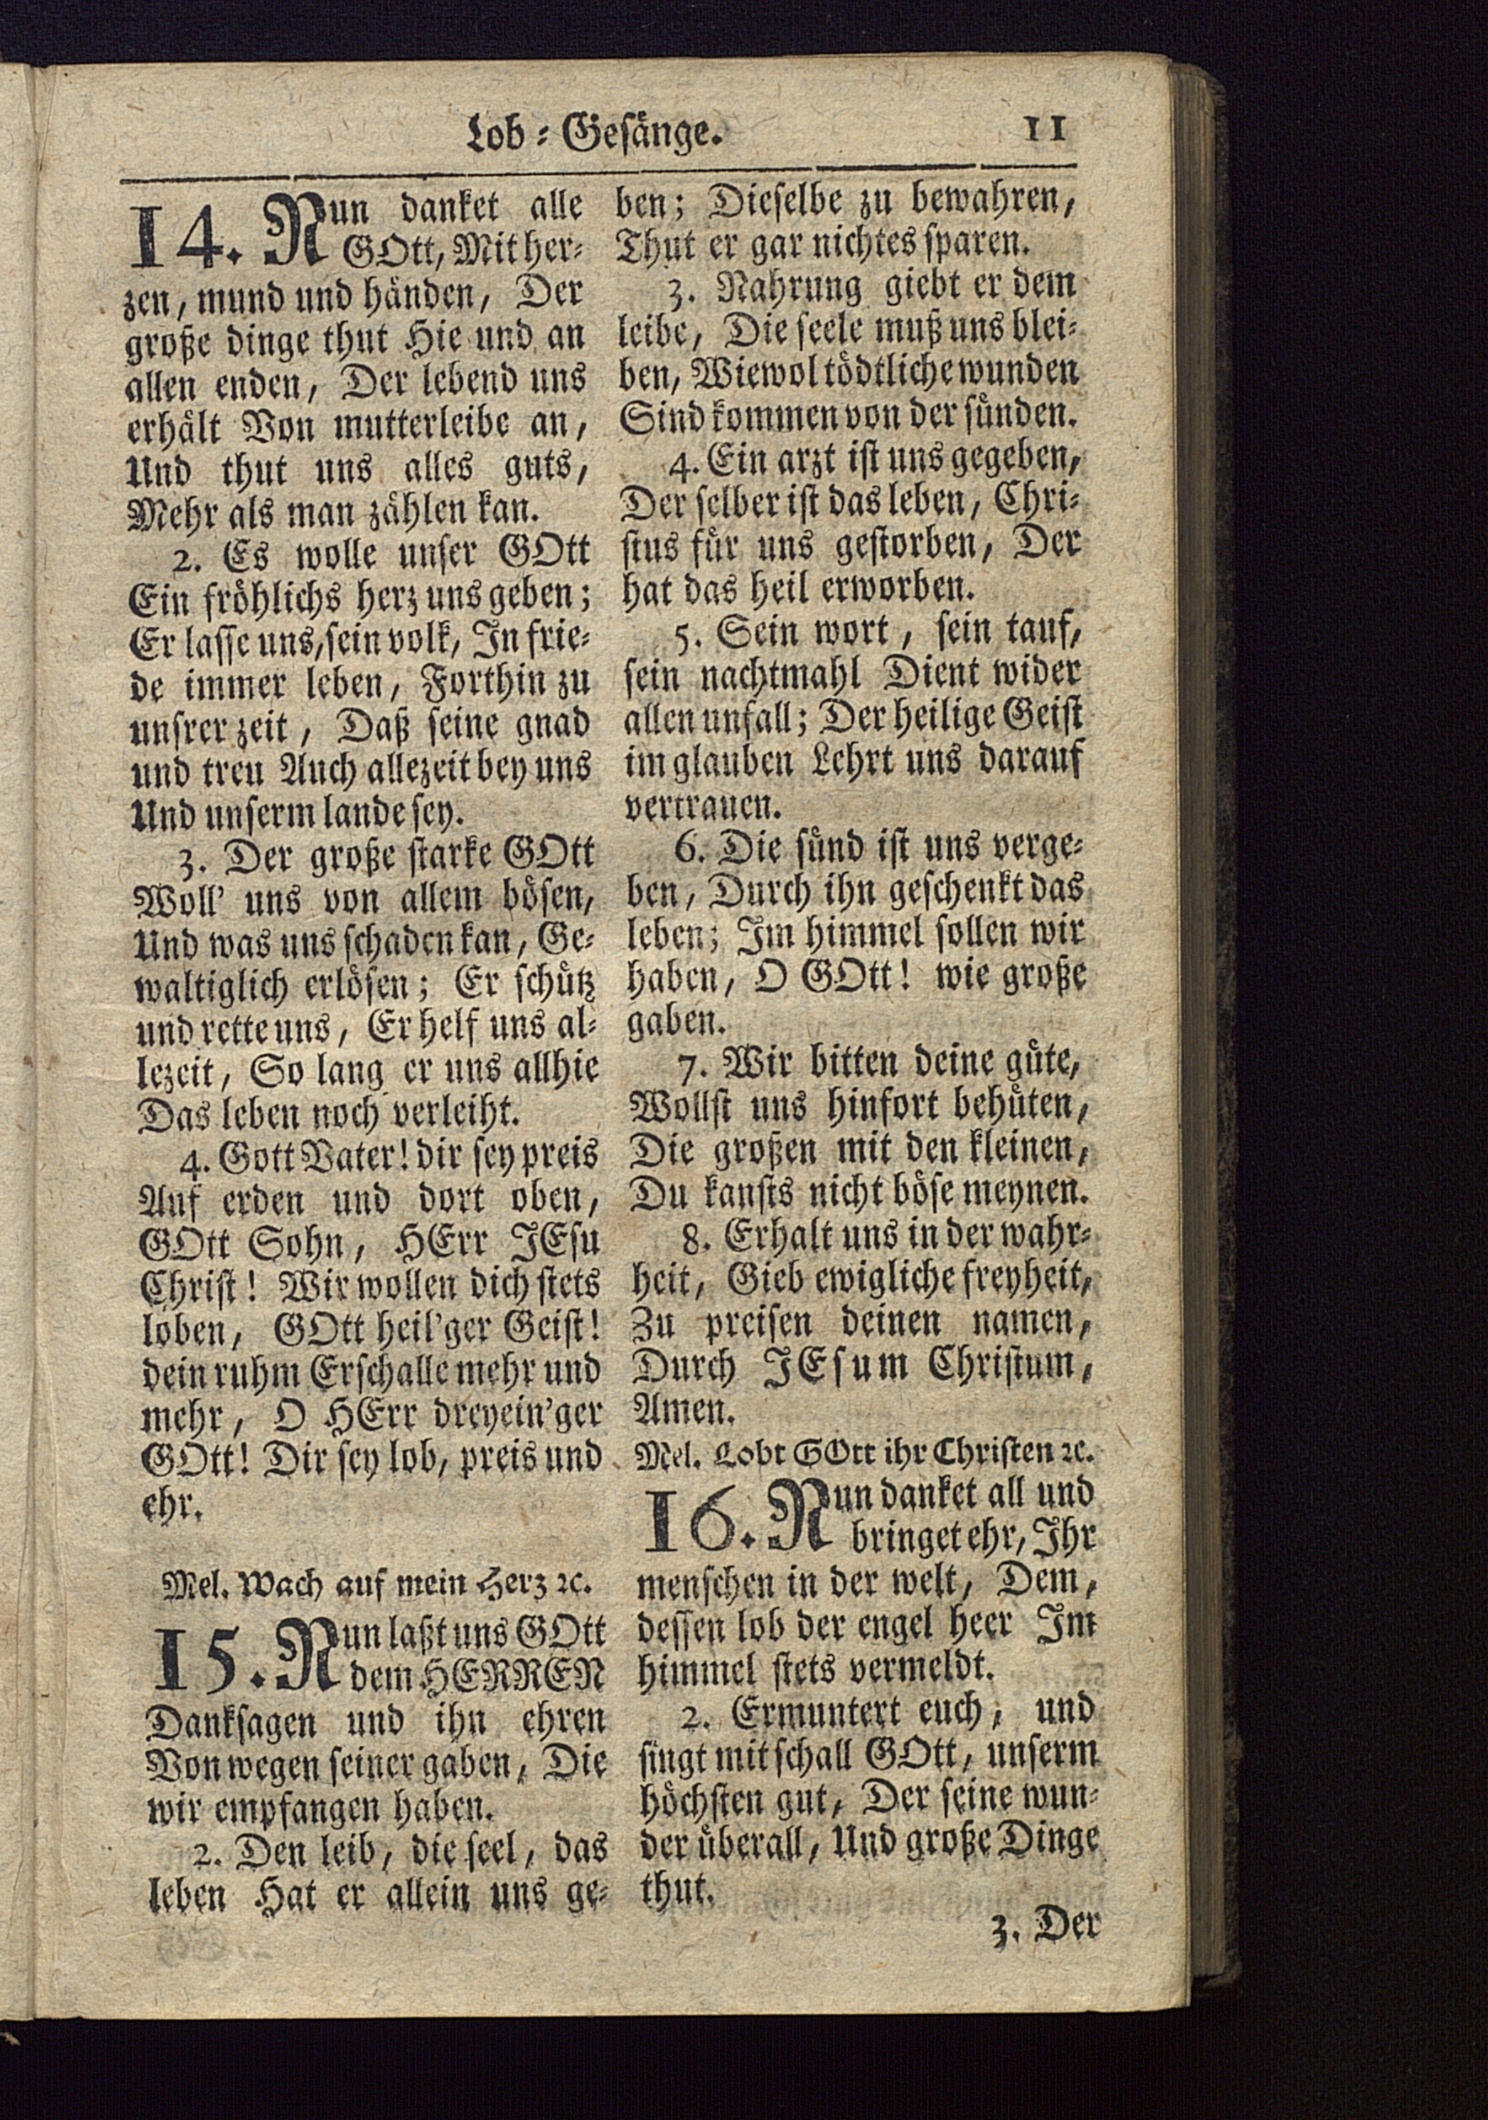 Lob-Gesänge. 11
14. Nun danket alle
GOtt, Mit her-
zen, mund und händen, Der
große dinge thut Hie und an
allen enden, Der lebend uns
erhält Von mutterleibe an,
Und thut uns alles guts,
Mehr als man zählen kan.
2. Es wolle unser GOtt
Ein fröhlichs herz uns geben;
Er lasse uns, sein volk, In frie-
de immer leben, Forthin zu
unsrer zeit, Daß seine gnad
und treu Auch allezeit bey uns
Und unserm lande sey.
3. Der große starke GOtt
Woll' uns von allem bösen,
Und was uns schaden kan, Ge-
waltiglich erlösen; Er schütz
und rette uns, Er helf uns al-
lezeit, So lang er uns allhie
Das leben noch verleiht.
4. Gott Vater! dir sey preis
Auf erden und dort oben,
GOtt Sohn, HErr JEsu
Christ! Wir wollen dich stets
loben, GOtt heil'ger Geist!
dein ruhm Erschalle mehr und
mehr, O HErr dreyein'ger
GOtt! Dir sey lob, preis und
ehr.
Mel. Wach auf mein Herz ꝛc.
15. Nun laßt uns GOtt
dem HERREN
Danksagen und ihn ehren
Von wegen seiner gaben, Die
wir empfangen haben.
2. Den leib, die seel, das
leben Hat er allein uns ge-
ben; Dieselbe zu bewahren,
Thut er gar nichtes sparen.
3. Nahrung giebt er dem
leibe, Die seele muß uns blei-
ben, Wiewol tödtliche wunden
Sind kommen von der sünden.
4. Ein arzt ist uns gegeben,
Der selber ist das leben, Chri-
stus für uns gestorben, Der
hat das heil erworben.
5. Sein wort, sein tauf,
sein nachtmahl Dient wider
allen unfall; Der heilige Geist
im glauben Lehrt uns darauf
vertrauen.
6. Die sünd ist uns verge-
ben, Durch ihn geschenkt das
leben; Im himmel sollen wir
haben, O GOtt! wie große
gaben.
7. Wir bitten deine güte,
Wollst uns hinfort behüten,
Die großen mit den kleinen,
Du kansts nicht böse meynen.
8. Erhalt uns in der wahr-
heit, Gieb ewigliche freyheit,
Zu preisen deinen namen,
Durch JEsum Christum,
Amen.
Mel. Lobt GOtt ihr Christen ꝛc.
16. Nun danket all und
bringet ehr, Ihr
menschen in der welt, Dem,
dessen lob der engel heer Im
himmel stets vermeldt.
2. Ermuntert euch, und
singt mit schall GOtt, unserm
höchsten gut, Der seine wun-
der überall, Und große Dinge
thut.
3. Der